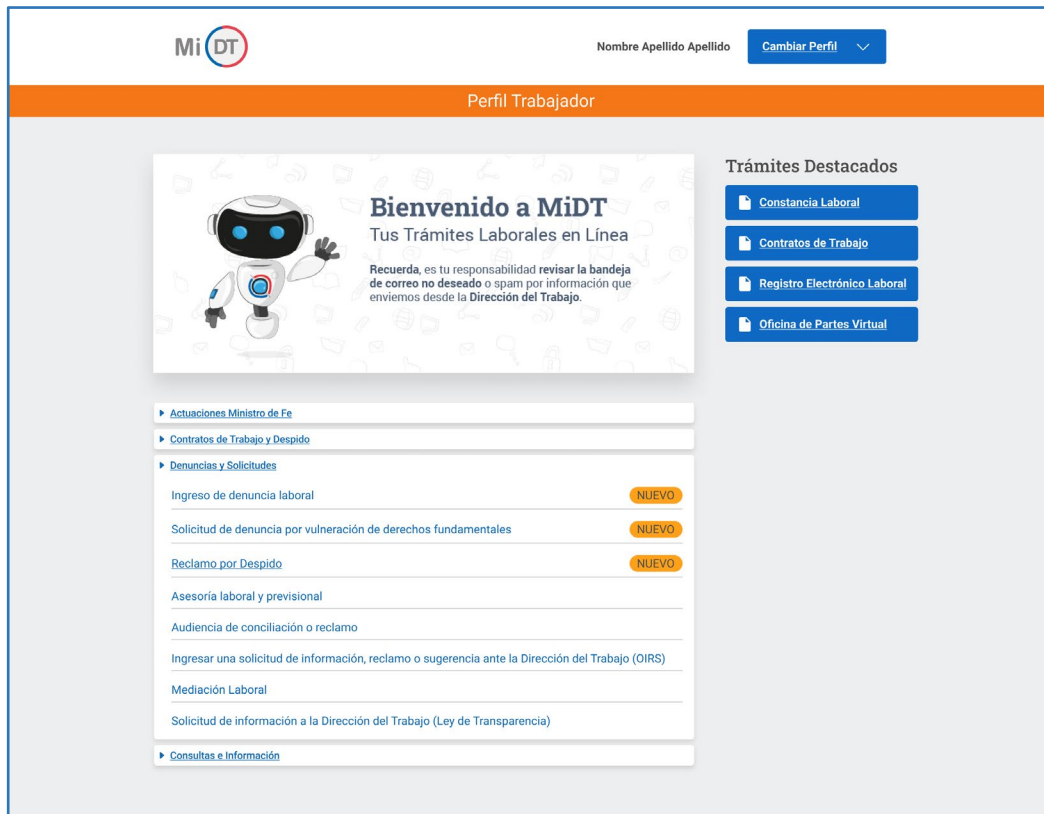 Mi DT
Nombre Apellido Apellido
Cambiar Perfil
Perfil Trabajador
Bienvenido a MiDT
Tus Trámites Laborales en Línea
Recuerda, es tu responsabilidad revisar la bandeja
de correo no deseado o spam por información que
enviemos desde la Dirección del Trabajo.
Trámites Destacados
Constancia Laboral
Contratos de Trabajo
Registro Electrónico Laboral
Oficina de Partes Virtual
Actuaciones Ministro de Fe
Contratos de Trabajo y Despido
Denuncias y Solicitudes
Ingreso de denuncia laboral NUEVO
Solicitud de denuncia por vulneración de derechos fundamentales NUEVO
Reclamo por Despido NUEVO
Asesoría laboral y previsional
Audiencia de conciliación o reclamo
Ingresar una solicitud de información, reclamo o sugerencia ante la Dirección del Trabajo (OIRS)
Mediación Laboral
Solicitud de información a la Dirección del Trabajo (Ley de Transparencia)
Consultas e Información